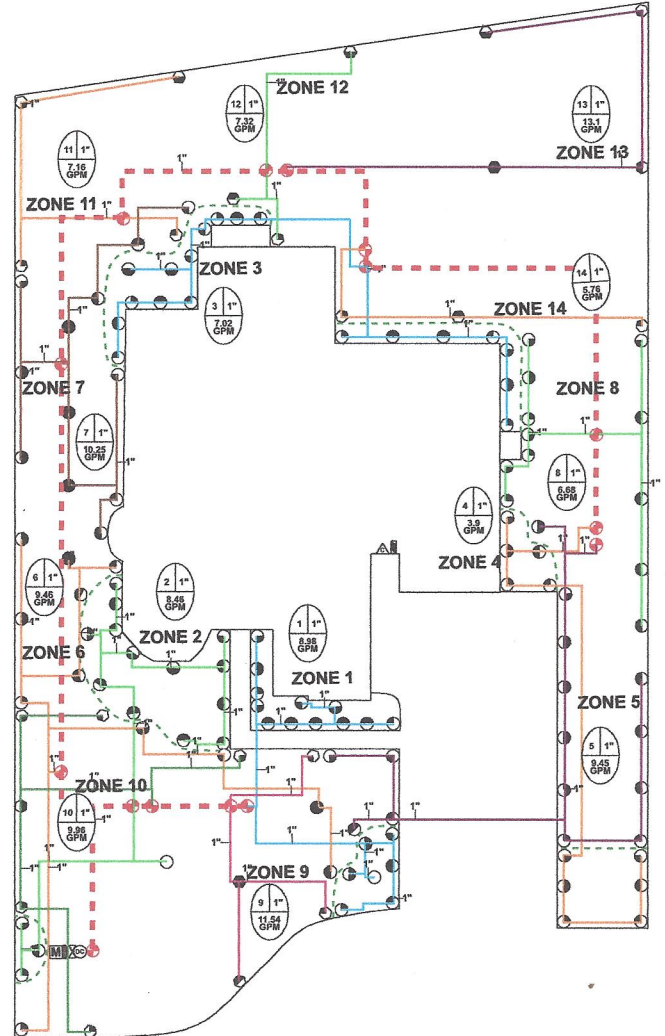 ZONE 12
12 1"
7.32
GPM
13 1"
13.1
GPM
ZONE 13
11 1"
7.16
GPM
ZONE 11
ZONE 3
3 1"
7.02
GPM
14 1"
5.76
GPM
ZONE 14
ZONE 7
7 1"
10.25
GPM
ZONE 8
8 1"
6.68
GPM
4 1"
3.9
GPM
ZONE 4
6 1"
9.46
GPM
2 1"
8.46
GPM
ZONE 6
ZONE 2
1 1"
8.98
GPM
ZONE 1
ZONE 5
5 1"
9.45
GPM
ZONE 10
10 1"
9.96
GPM
ZONE 9
9 1"
11.54
GPM
M
DC
C